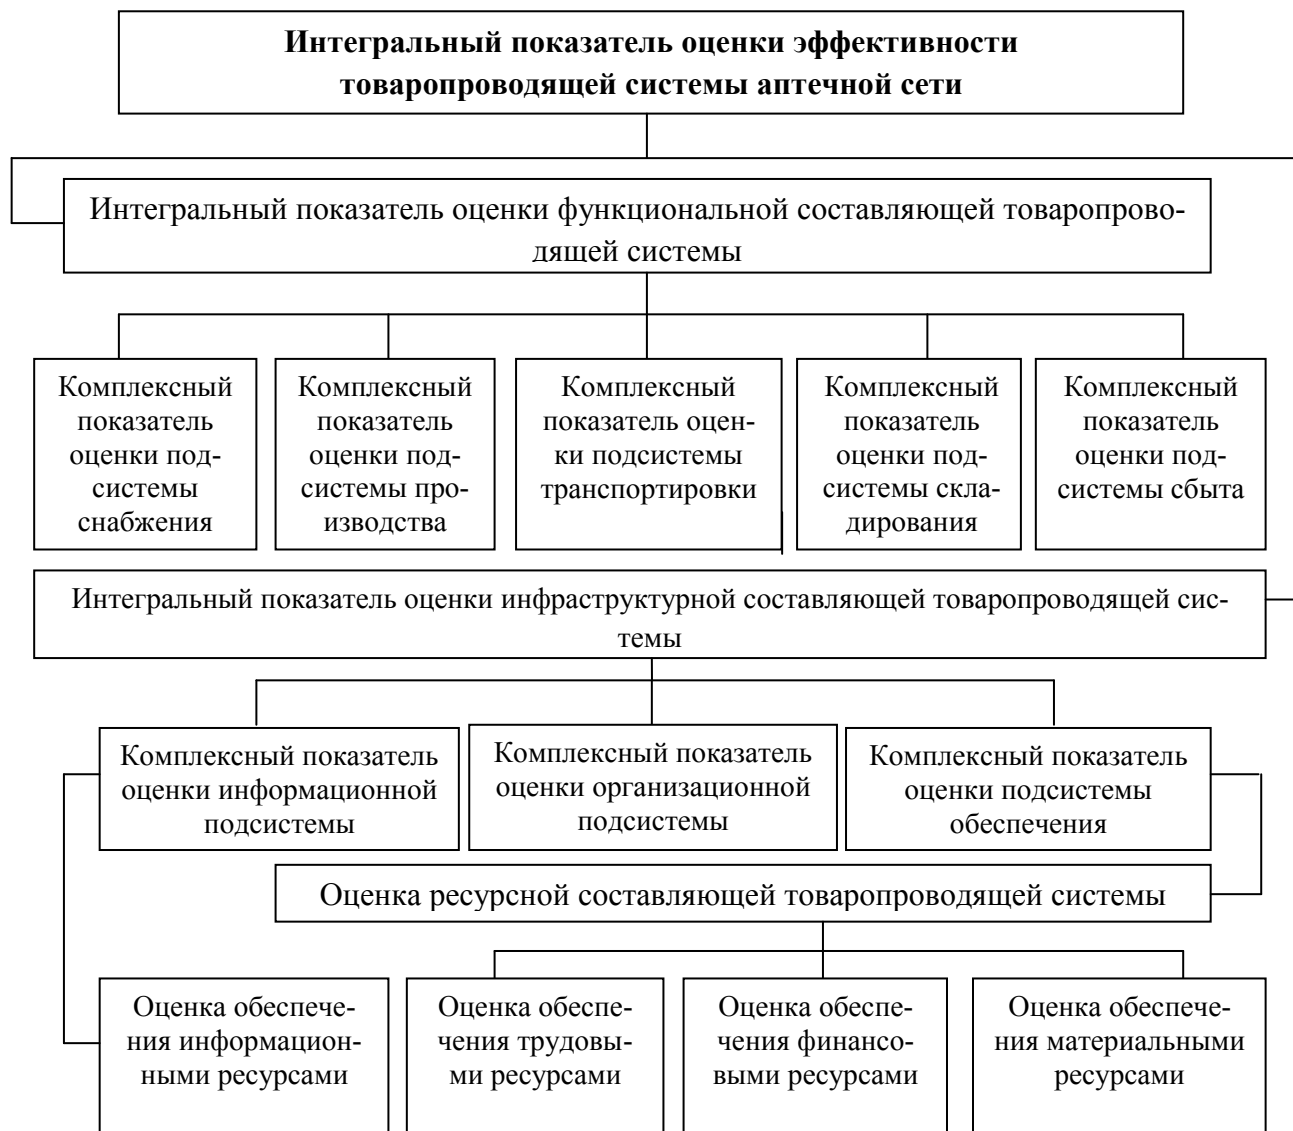 Интегральный показатель оценки эффективности
товаропроводящей системы аптечной сети
Интегральный показатель оценки функциональной составляющей товаропрово-
дящей системы
Комплексный
показатель
оценки под-
системы
снабжения
Комплексный
показатель
оценки под-
системы про-
изводства
Комплексный
показатель оцен-
ки подсистемы
транспортировки
Комплексный
показатель
оценки под-
системы скла-
дирования
Комплексный
показатель
оценки под-
системы сбыта
Интегральный показатель оценки инфраструктурной составляющей товаропроводящей сис-
темы
Комплексный показатель
оценки информационной
подсистемы
Комплексный показатель
оценки организационной
подсистемы
Комплексный показатель
оценки подсистемы
обеспечения
Оценка ресурсной составляющей товаропроводящей системы
Оценка обеспече-
ния информацион-
ными ресурсами
Оценка обеспе-
чения трудовы-
ми ресурсами
Оценка обеспе-
чения финансо-
выми ресурсами
Оценка обеспече-
ния материальными
ресурсами